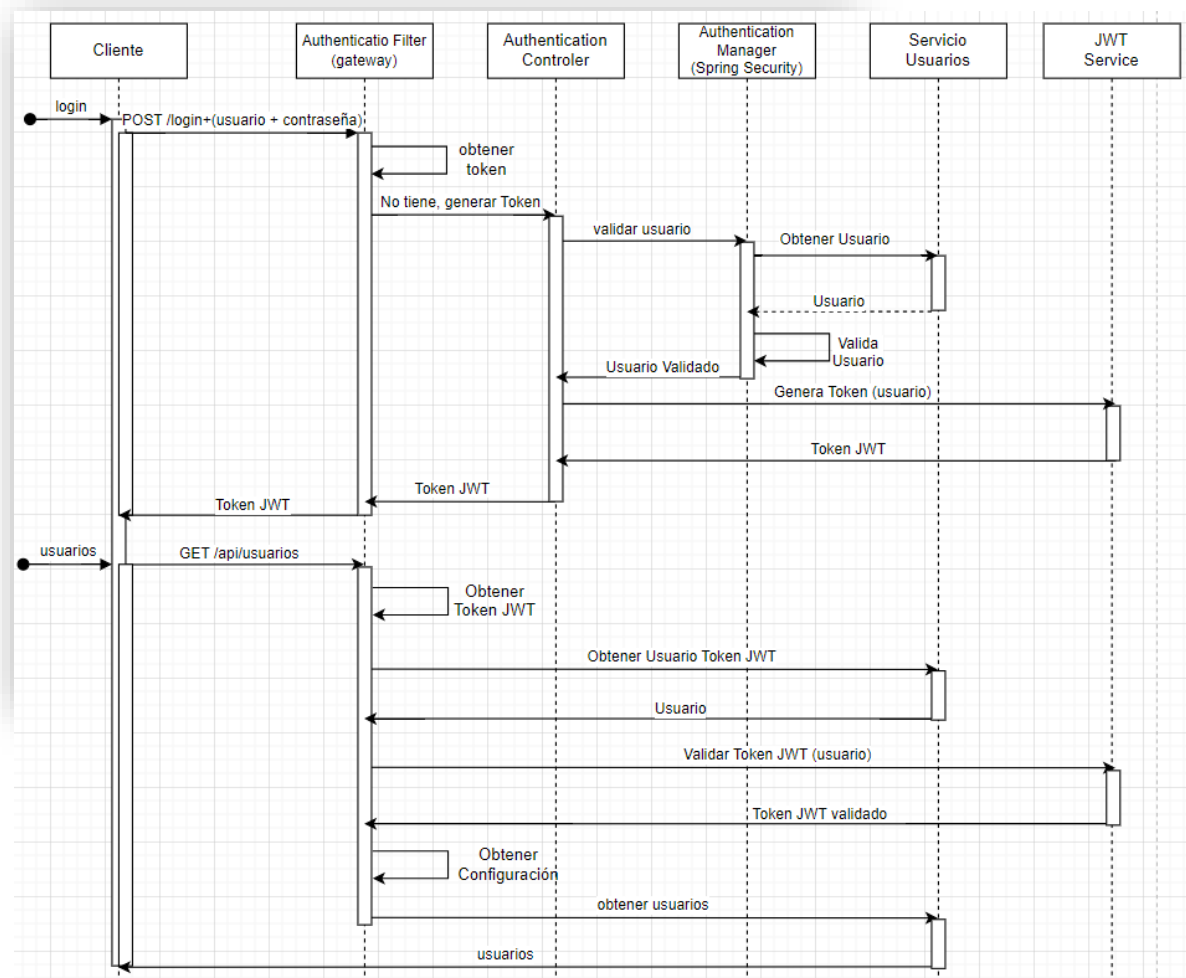 Cliente
Authenticatio Filter
(gateway)
Authentication
Controler
Authentication
Manager
(Spring Security)
Servicio
Usuarios
JWT
Service
login
POST /login+(usuario + contraseña)
obtener
token
No tiene, generar Token
validar usuario
Obtener Usuario
Usuario
Valida
Usuario
Usuario Validado
Genera Token (usuario)
Token JWT
Token JWT
Token JWT
usuarios
GET /api/usuarios
Obtener
Token JWT
Obtener Usuario Token JWT
Usuario
Validar Token JWT (usuario)
Token JWT validado
Obtener
Configuración
obtener usuarios
usuarios